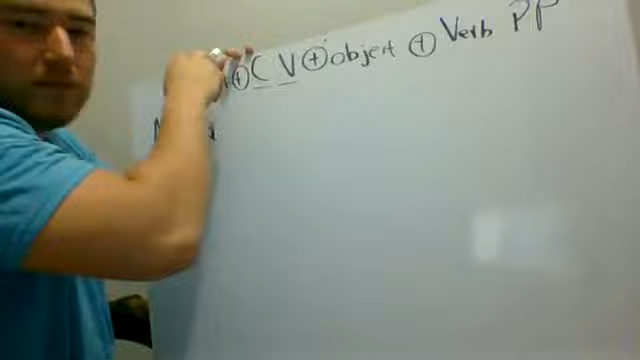 ⊕ C V ⊕ object ⊕ Verb PP